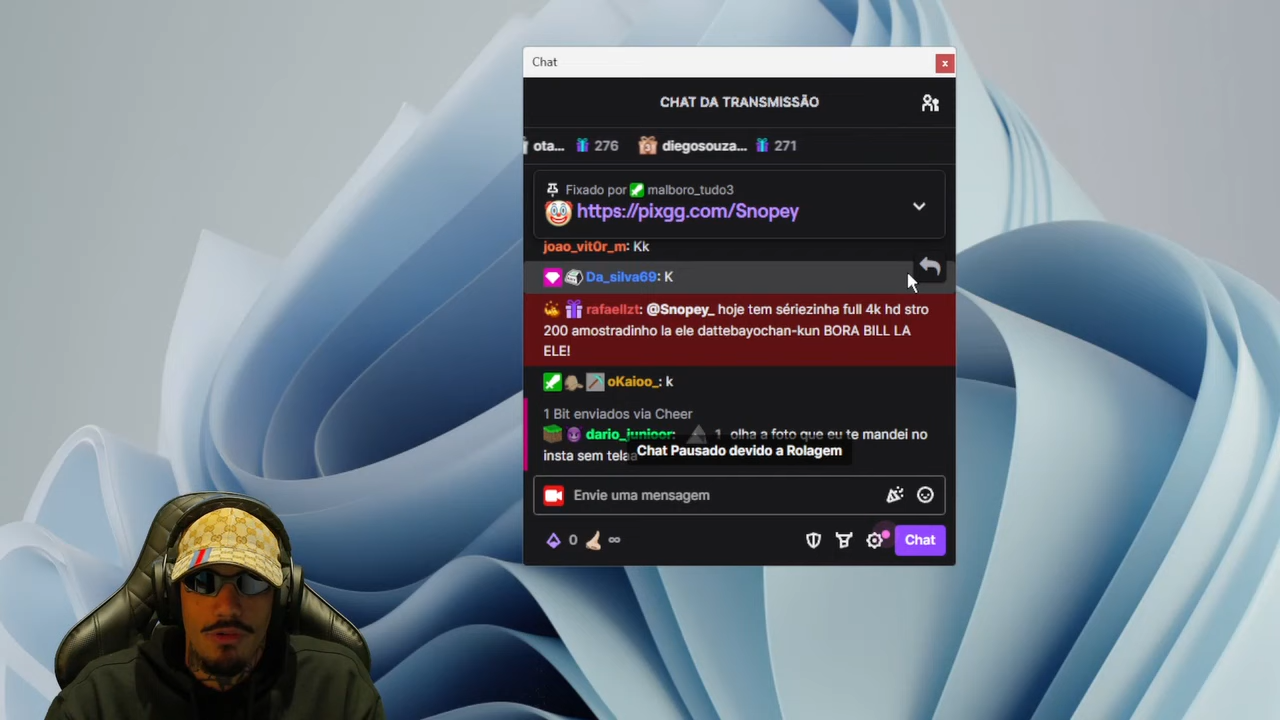 Chat
x
CHAT DA TRANSMISSÃO
ota... 276 diegosouza... 271
Fixado por malboro_tudo3
https://pixgg.com/Snopey
joao_vit0r_m: Kk
Da_silva69: K
rafaellzt: @Snopey_ hoje tem sériezinha full 4k hd stro
200 amostradinho la ele dattebayochan-kun BORA BILL LA
ELE!
oKaioo_: k
1 Bit enviados via Cheer
dario_junioor: 1 olha a foto que eu te mandei no
insta sem telaa
Chat Pausado devido a Rolagem
Envie uma mensagem
0 ∞ Chat